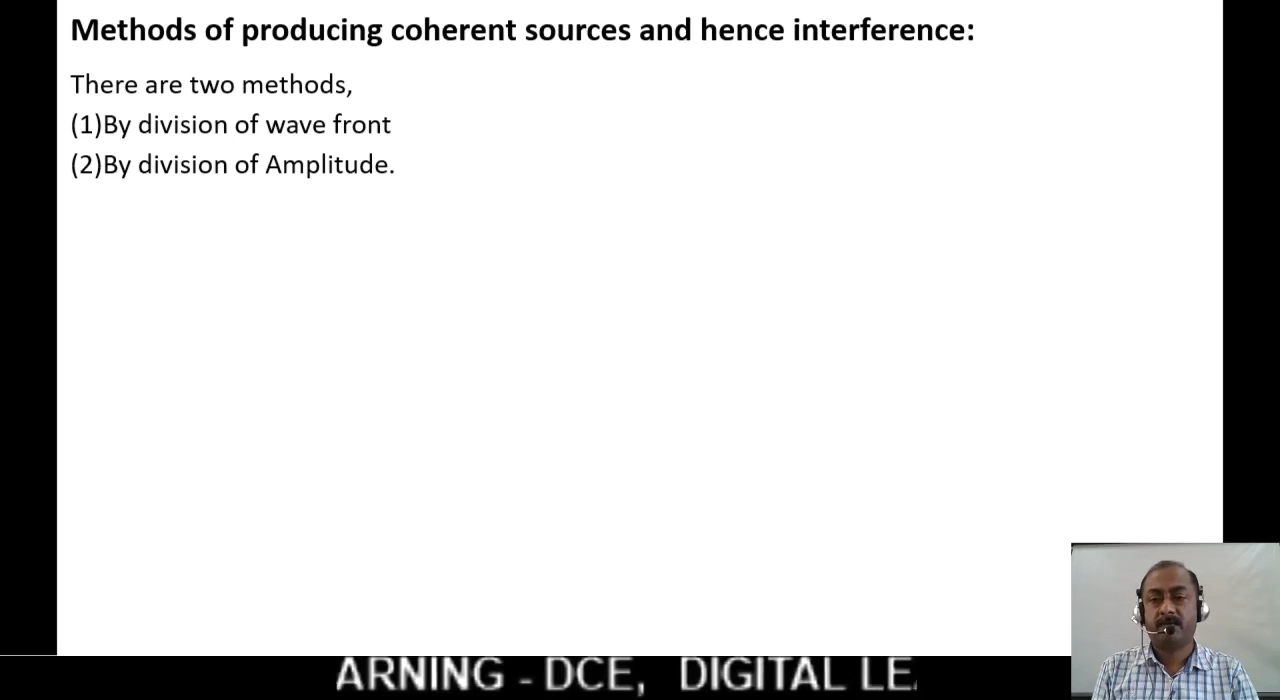 Methods of producing coherent sources and hence interference:
There are two methods,
(1)By division of wave front
(2)By division of Amplitude.
ARNING - DCE, DIGITAL LE